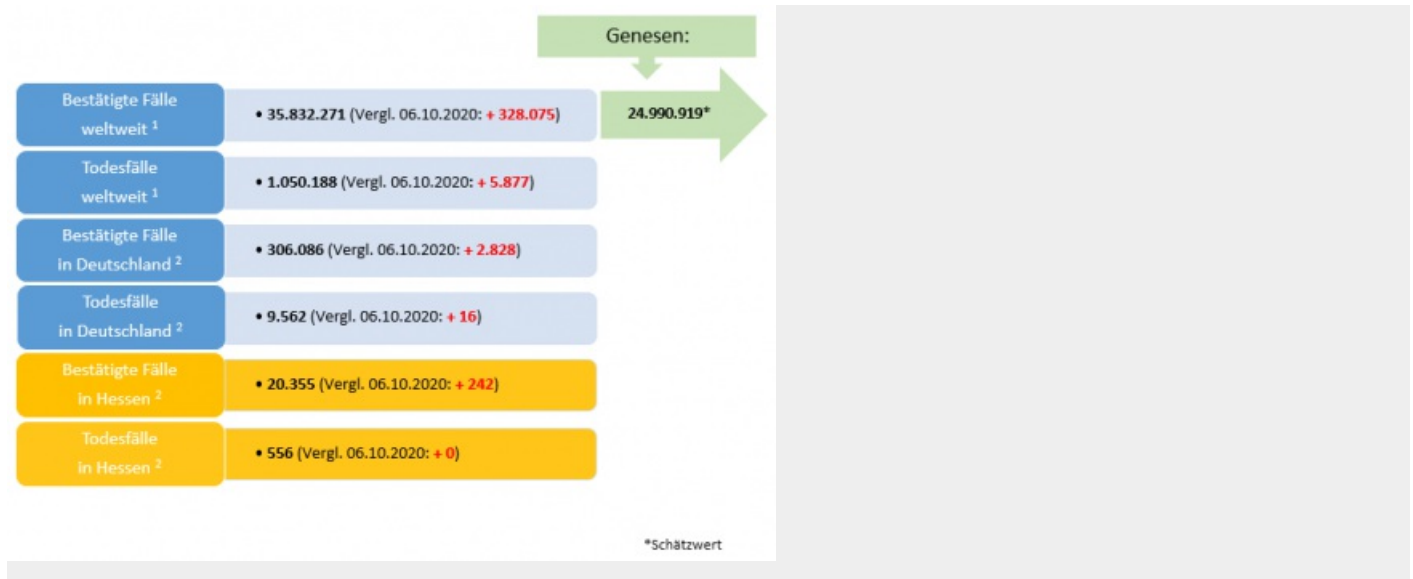 Genesen:
Bestätigte Fälle
weltweit ¹
• 35.832.271 (Vergl. 06.10.2020: + 328.075)
24.990.919*
Todesfälle
weltweit ¹
• 1.050.188 (Vergl. 06.10.2020: + 5.877)
Bestätigte Fälle
in Deutschland ²
• 306.086 (Vergl. 06.10.2020: + 2.828)
Todesfälle
in Deutschland ²
• 9.562 (Vergl. 06.10.2020: + 16)
Bestätigte Fälle
in Hessen ²
• 20.355 (Vergl. 06.10.2020: + 242)
Todesfälle
in Hessen ²
• 556 (Vergl. 06.10.2020: + 0)
*Schätzwert